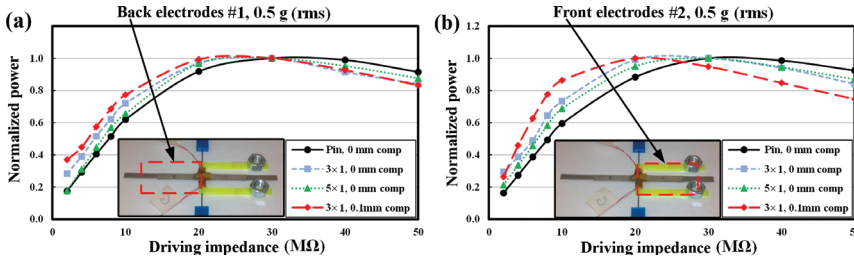 (a)
Back electrodes #1, 0.5 g (rms)
Normalized power
1.2
1.0
0.8
0.6
0.4
0.2
0.0
0 10 20 30 40 50
Driving impedance (MΩ)
Pin, 0 mm comp
3×1, 0 mm comp
5×1, 0 mm comp
3×1, 0.1mm comp
(b)
Front electrodes #2, 0.5 g (rms)
Normalized power
1.2
1.0
0.8
0.6
0.4
0.2
0.0
0 10 20 30 40 50
Driving impedance (MΩ)
Pin, 0 mm comp
3×1, 0 mm comp
5×1, 0 mm comp
3×1, 0.1mm comp